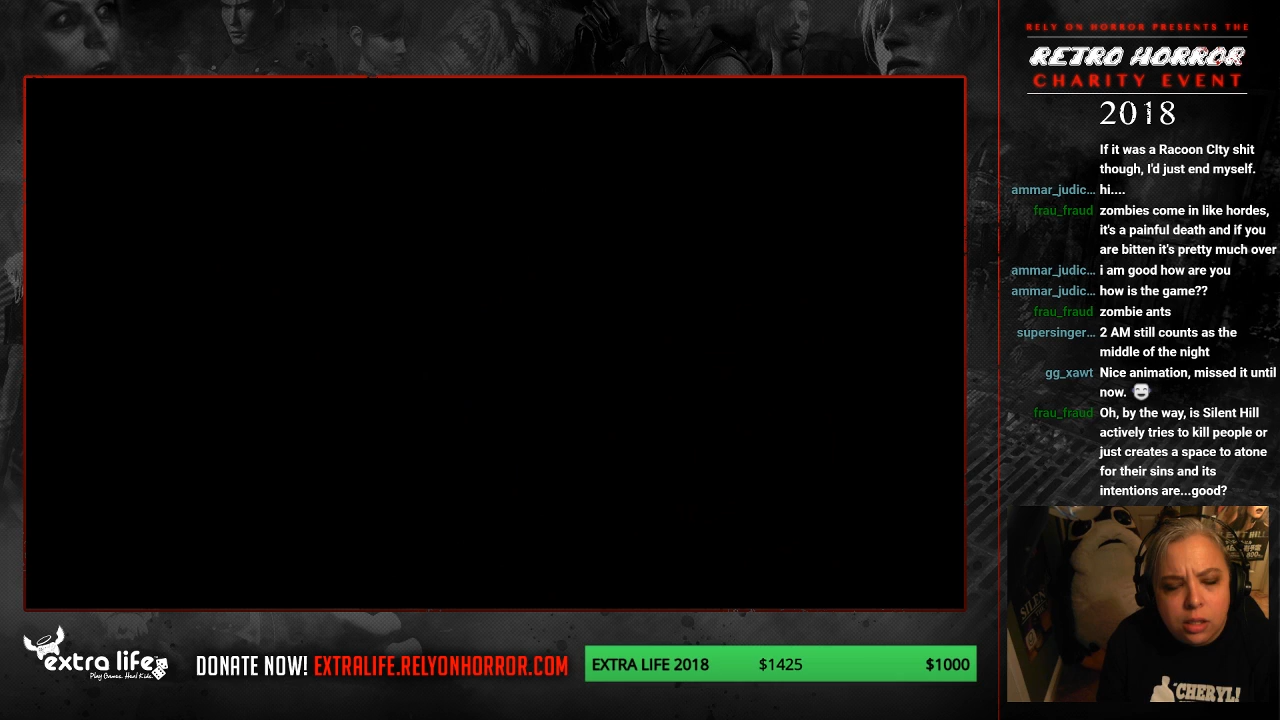 RELY ON HORROR PRESENTS THE
RETRO HORROR
CHARITY EVENT
2018
If it was a Racoon CIty shit
though, I'd just end myself.
ammar_judic… hi....
frau_fraud zombies come in like hordes,
it's a painful death and if you
are bitten it's pretty much over
ammar_judic… i am good how are you
ammar_judic… how is the game??
frau_fraud zombie ants
supersinger… 2 AM still counts as the
middle of the night
gg_xawt Nice animation, missed it until
now.
frau_fraud Oh, by the way, is Silent Hill
actively tries to kill people or
just creates a space to atone
for their sins and its
intentions are...good?
CHERYL!
extra life
Play Games. Heal Kids.
DONATE NOW! EXTRALIFE.RELYONHORROR.COM
EXTRA LIFE 2018 $1425 $1000